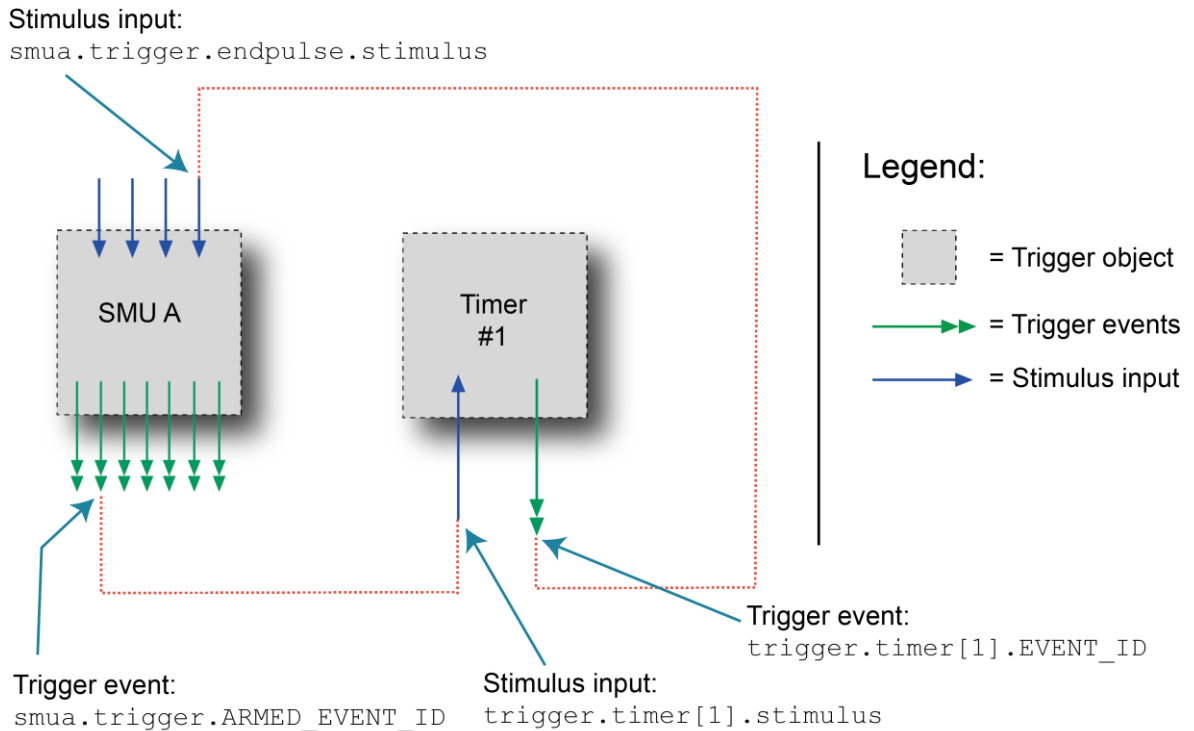 Stimulus input:
smua.trigger.endpulse.stimulus
SMU A
Timer
#1
Legend:
= Trigger object
= Trigger events
= Stimulus input
Trigger event:
trigger.timer[1].EVENT_ID
Trigger event:
smua.trigger.ARMED_EVENT_ID
Stimulus input:
trigger.timer[1].stimulus